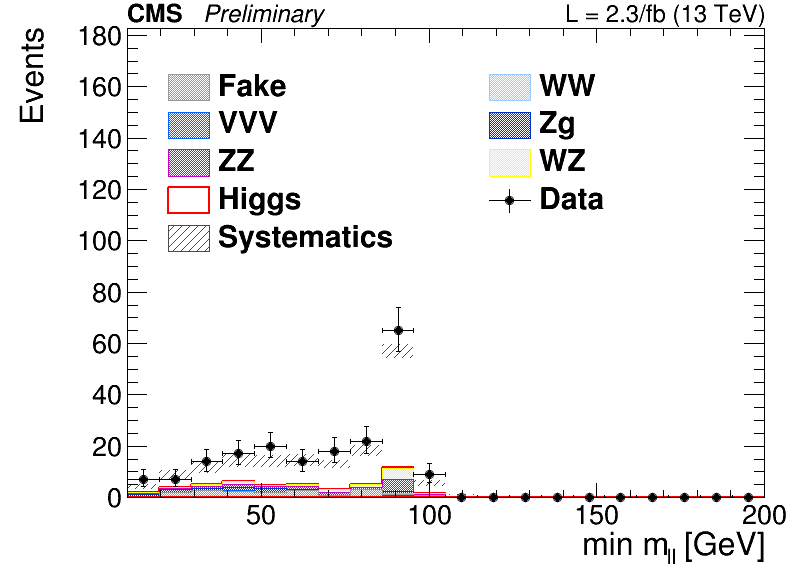 CMS Preliminary L = 2.3/fb (13 TeV)
Events
180
160
140
120
100
80
60
40
20
0
Fake WW
VVV Zg
ZZ WZ
Higgs Data
Systematics
50 100 150 200
min m_ll [GeV]